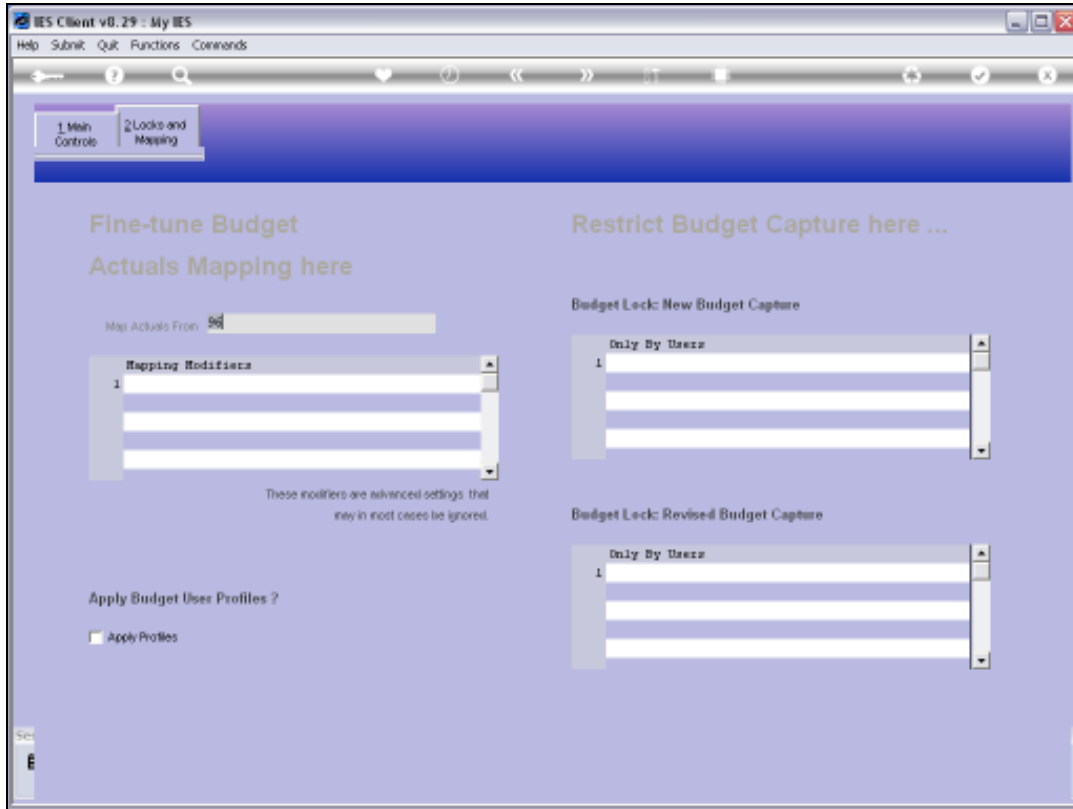 IES Client v8.29 : My IES
Help Submit Quit Functions Commands
1 Main
Controls
2 Locks and
Mapping
Fine-tune Budget
Actuals Mapping here
Restrict Budget Capture here ...
Map Actuals From 96
Budget Lock: New Budget Capture
Mapping Modifiers
1
Only By Users
1
These modifiers are advanced settings that
may in most cases be ignored.
Budget Lock: Revised Budget Capture
Only By Users
1
Apply Budget User Profiles ?
Apply Profiles